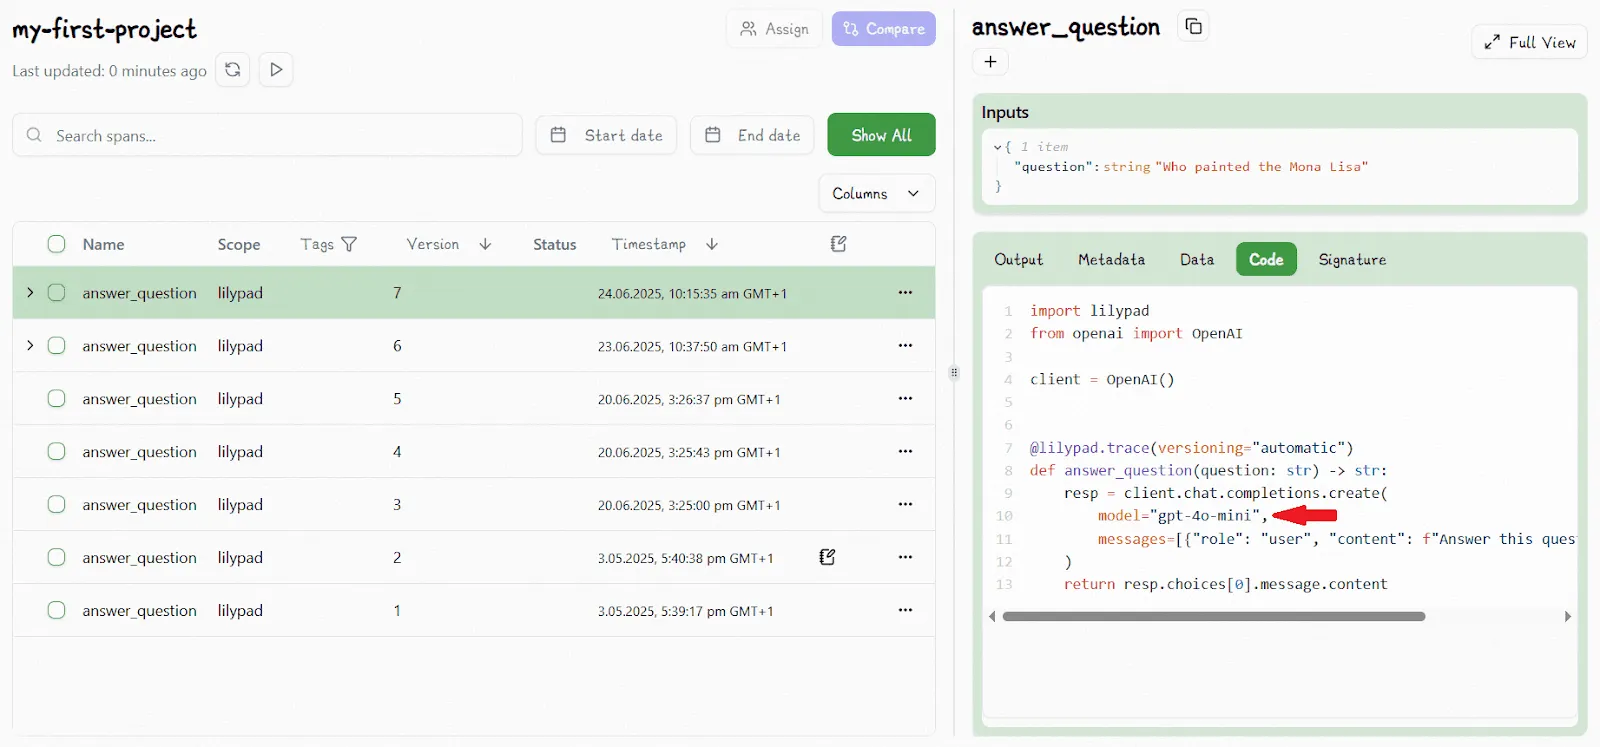 my-first-project
Assign
Compare
Last updated: 0 minutes ago
Search spans...
Start date
End date
Show All
Columns
Name Scope Tags Version Status Timestamp
answer_question lilypad 7 24.06.2025, 10:15:35 am GMT+1 ...
answer_question lilypad 6 23.06.2025, 10:37:50 am GMT+1 ...
answer_question lilypad 5 20.06.2025, 3:26:37 pm GMT+1 ...
answer_question lilypad 4 20.06.2025, 3:25:43 pm GMT+1 ...
answer_question lilypad 3 20.06.2025, 3:25:00 pm GMT+1 ...
answer_question lilypad 2 3.05.2025, 5:40:38 pm GMT+1 ...
answer_question lilypad 1 3.05.2025, 5:39:17 pm GMT+1 ...
answer_question
Full View
+
Inputs
{ 1 item
"question": string "Who painted the Mona Lisa"
}
Output Metadata Data Code Signature
1 import lilypad
2 from openai import OpenAI
3
4 client = OpenAI()
5
6
7 @lilypad.trace(versioning="automatic")
8 def answer_question(question: str) -> str:
9 resp = client.chat.completions.create(
10 model="gpt-4o-mini",
11 messages=[{"role": "user", "content": f"Answer this ques
12 )
13 return resp.choices[0].message.content